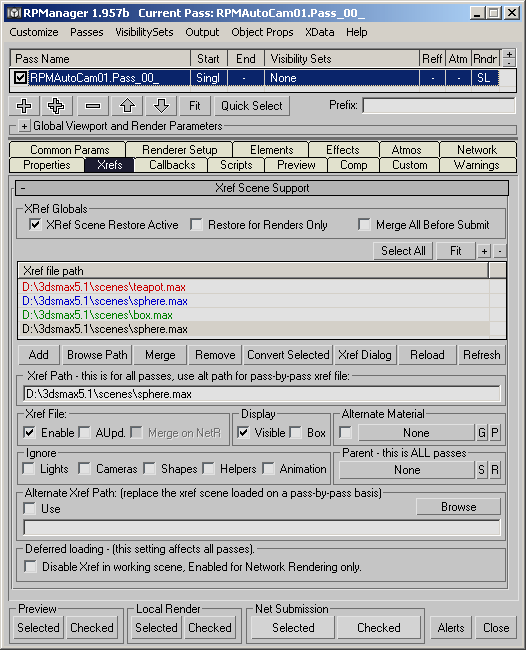 RPManager 1.957b    Current Pass: RPMAutoCam01.Pass_00_
Customize Passes VisibilitySets Output Object Props XData Help
Pass Name Start End Visibility Sets Reff Atm Rndr + -
RPMAutoCam01.Pass_00_ Singl - None - - SL
Fit Quick Select Prefix:
+ Global Viewport and Render Parameters
Common Params Renderer Setup Elements Effects Atmos Network
Properties Xrefs Callbacks Scripts Preview Comp Custom Warnings
- Xref Scene Support
XRef Globals
XRef Scene Restore Active Restore for Renders Only Merge All Before Submit
Select All Fit + -
Xref file path
D:\3dsmax5.1\scenes\teapot.max
D:\3dsmax5.1\scenes\sphere.max
D:\3dsmax5.1\scenes\box.max
D:\3dsmax5.1\scenes\sphere.max
Add Browse Path Merge Remove Convert Selected Xref Dialog Reload Refresh
Xref Path - this is for all passes, use alt path for pass-by-pass xref file:
D:\3dsmax5.1\scenes\sphere.max
Xref File: Display Alternate Material
Enable AUpd. Merge on NetR Visible Box None G P
Ignore Parent - this is ALL passes
Lights Cameras Shapes Helpers Animation None S R
Alternate Xref Path: (replace the xref scene loaded on a pass-by-pass basis)
Use Browse
Deferred loading - (this setting affects all passes).
Disable Xref in working scene, Enabled for Network Rendering only.
Preview Local Render Net Submission
Selected Checked Selected Checked Selected Checked Alerts Close